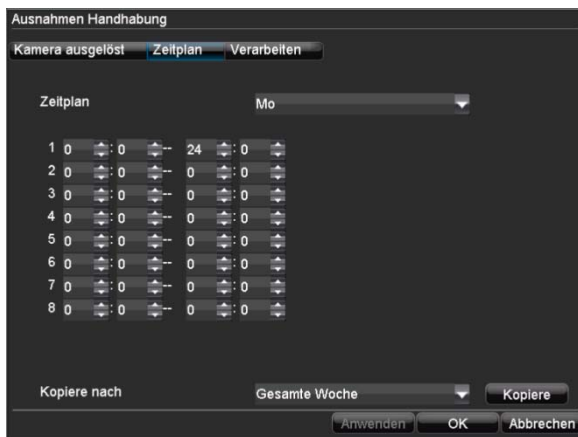 Ausnahmen Handhabung
Kamera ausgelöst Zeitplan Verarbeiten
Zeitplan Mo
1 0 : 0 -- 24 : 0
2 0 : 0 -- 0 : 0
3 0 : 0 -- 0 : 0
4 0 : 0 -- 0 : 0
5 0 : 0 -- 0 : 0
6 0 : 0 -- 0 : 0
7 0 : 0 -- 0 : 0
8 0 : 0 -- 0 : 0
Kopiere nach Gesamte Woche Kopiere
Anwenden OK Abbrechen